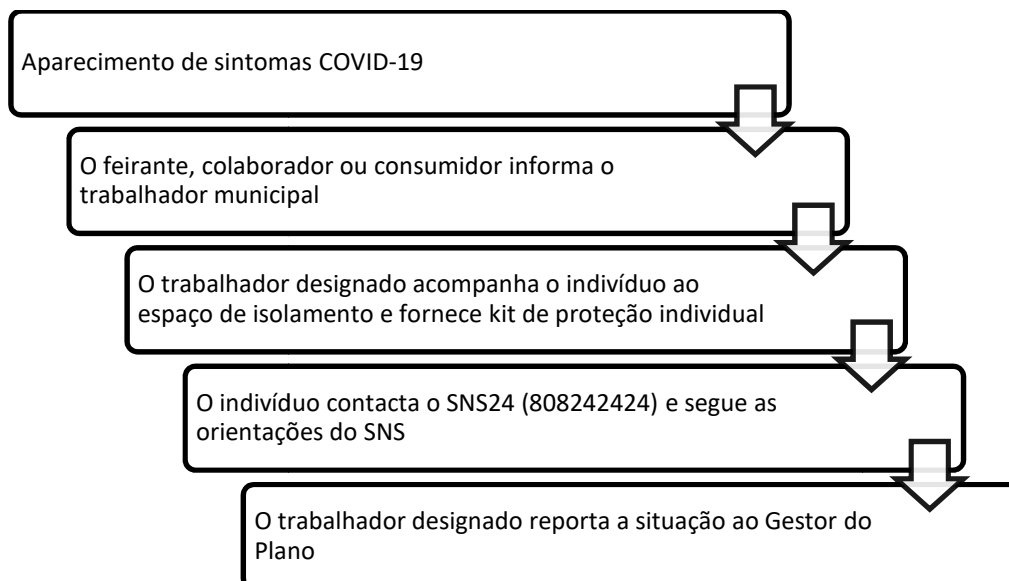 Aparecimento de sintomas COVID-19
O feirante, colaborador ou consumidor informa o
trabalhador municipal
O trabalhador designado acompanha o indivíduo ao
espaço de isolamento e fornece kit de proteção individual
O indivíduo contacta o SNS24 (808242424) e segue as
orientações do SNS
O trabalhador designado reporta a situação ao Gestor do
Plano